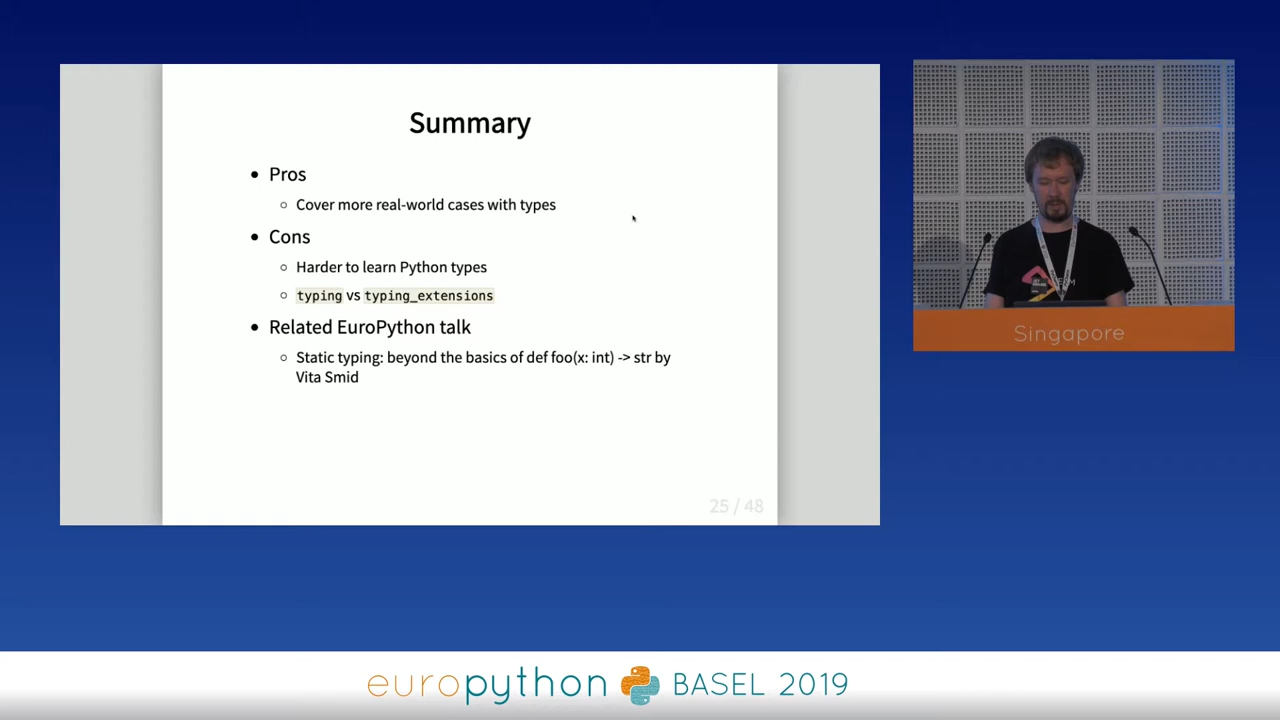 Summary
Pros
Cover more real-world cases with types
Cons
Harder to learn Python types
typing vs typing_extensions
Related EuroPython talk
Static typing: beyond the basics of def foo(x: int) -> str by
Vita Smid
25 / 48
Singapore
europython BASEL 2019